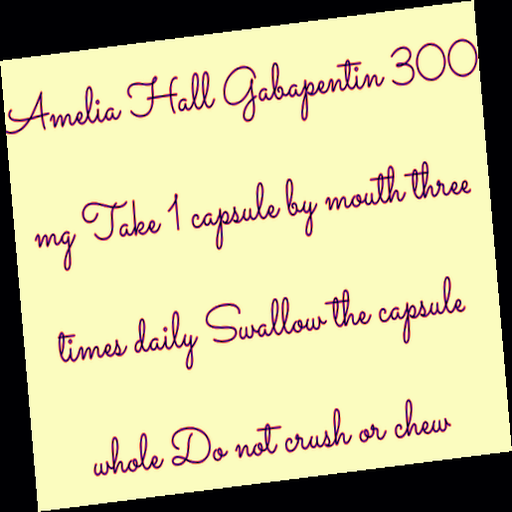 Amelia Hall Gabapentin 300
mg Take 1 capsule by mouth three
times daily Swallow the capsule
whole Do not crush or chew